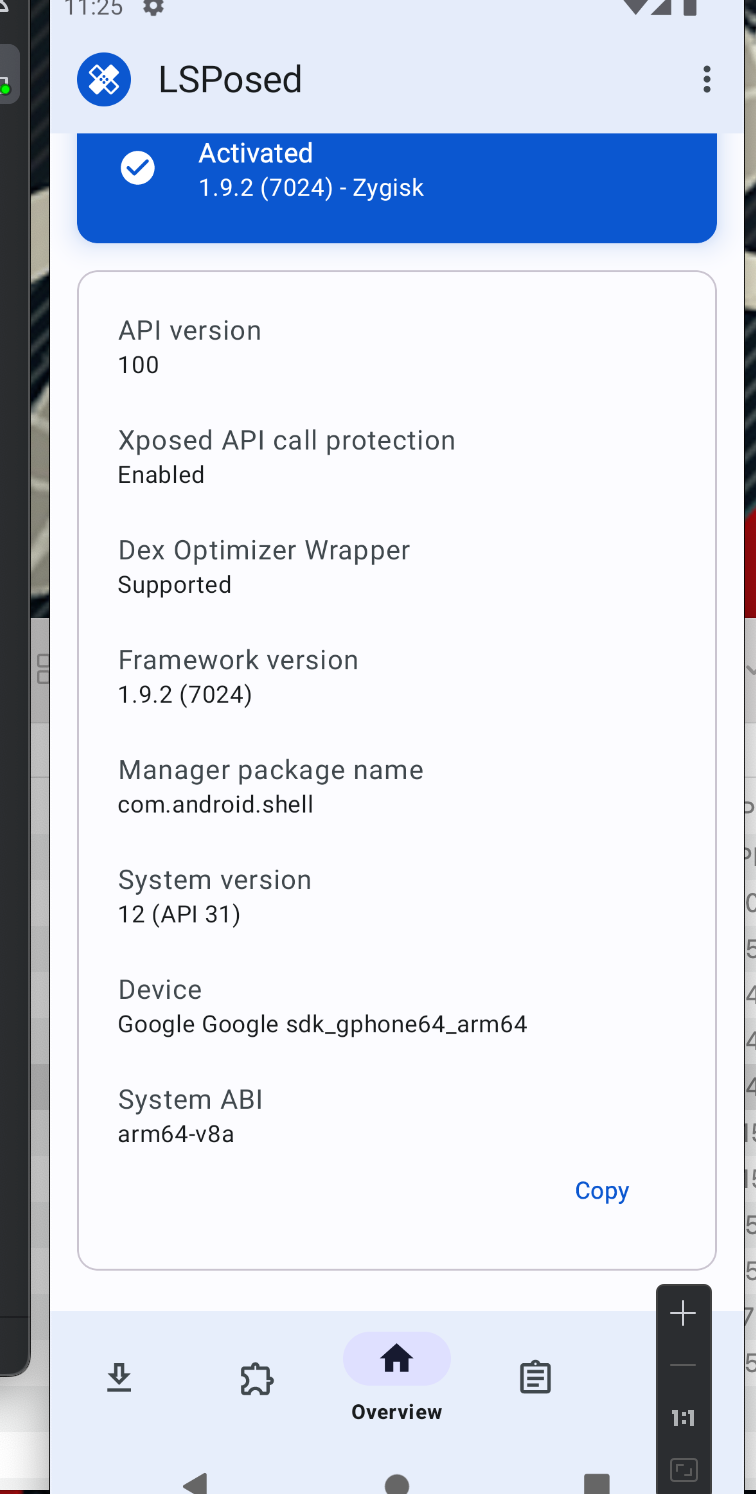 11:25
LSPosed
Activated
1.9.2 (7024) - Zygisk
API version
100
Xposed API call protection
Enabled
Dex Optimizer Wrapper
Supported
Framework version
1.9.2 (7024)
Manager package name
com.android.shell
System version
12 (API 31)
Device
Google Google sdk_gphone64_arm64
System ABI
arm64-v8a
Copy
Overview
1:1